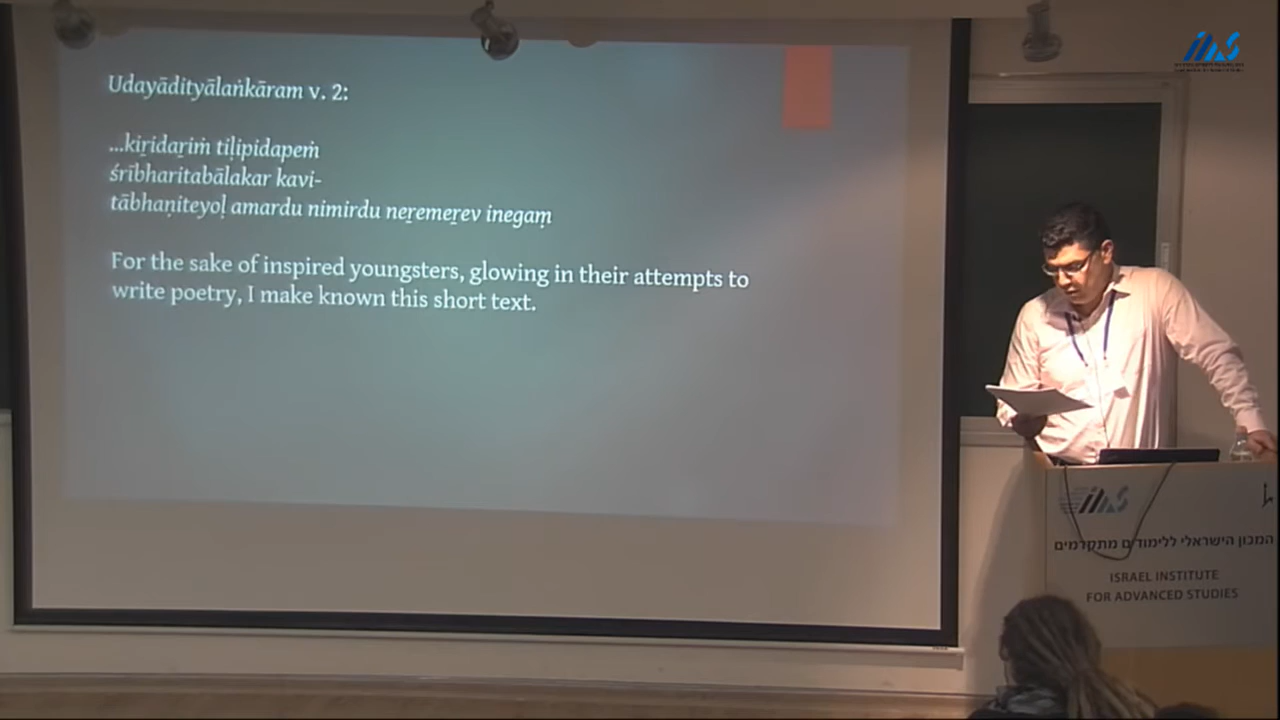 Udayādityālaṅkāram v. 2:
...kiṟidaṟiṁ tiḷipidapeṁ
śrībharitabālakar kavi-
tābhaṇiteyoḷ amardu nimirdu neṟemeṟev inegaṃ
For the sake of inspired youngsters, glowing in their attempts to
write poetry, I make known this short text.
המכון הישראלי ללימודים מתקדמים
ISRAEL INSTITUTE
FOR ADVANCED STUDIES